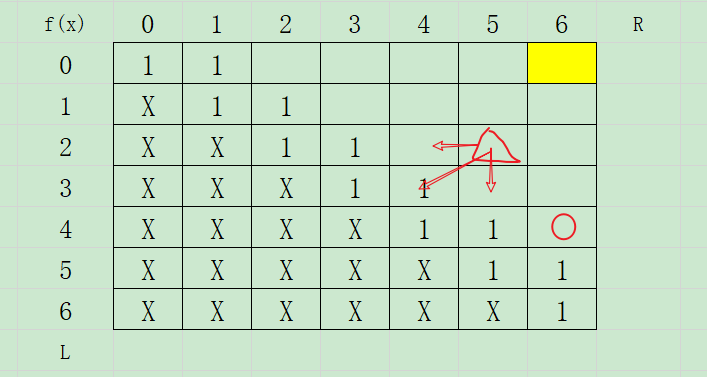 f(x) 0 1 2 3 4 5 6 R
0 1 1
1 X 1 1
2 X X 1 1
3 X X X 1 1
4 X X X X 1 1
5 X X X X X 1 1
6 X X X X X X 1
L